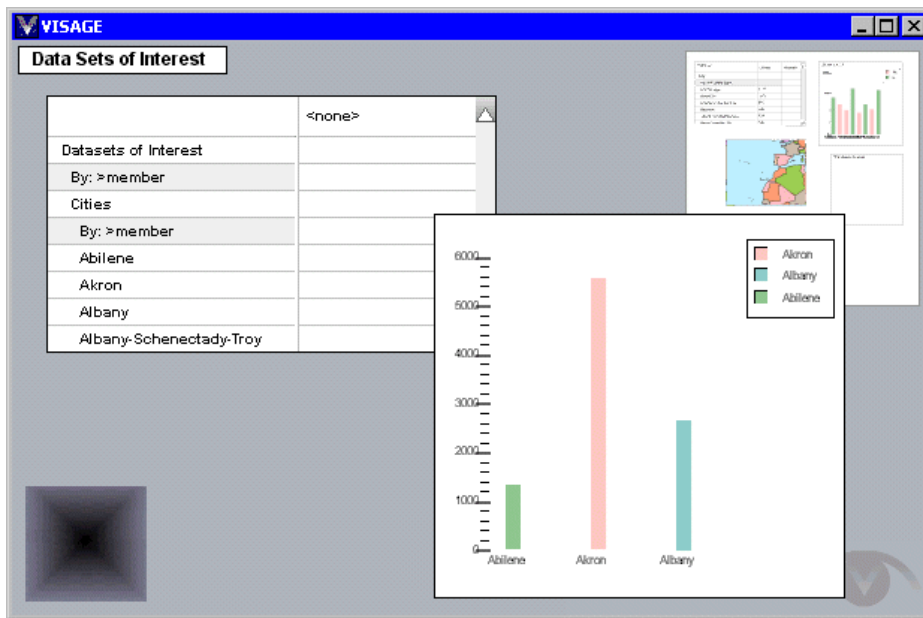 VISAGE
Data Sets of Interest
<none>
Datasets of Interest
By: >member
Cities
By: >member
Abilene
Akron
Albany
Albany-Schenectady-Troy
6000
5000
4000
3000
2000
1000
0
Abilene
Akron
Albany
Akron
Albany
Abilene